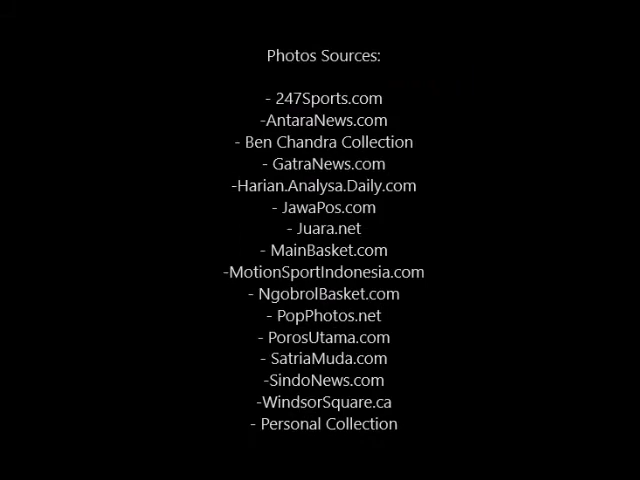 Photos Sources:
- 247Sports.com
-AntaraNews.com
- Ben Chandra Collection
- GatraNews.com
-Harian.Analysa.Daily.com
- JawaPos.com
- Juara.net
- MainBasket.com
-MotionSportIndonesia.com
- NgobrolBasket.com
- PopPhotos.net
- PorosUtama.com
- SatriaMuda.com
-SindoNews.com
-WindsorSquare.ca
- Personal Collection